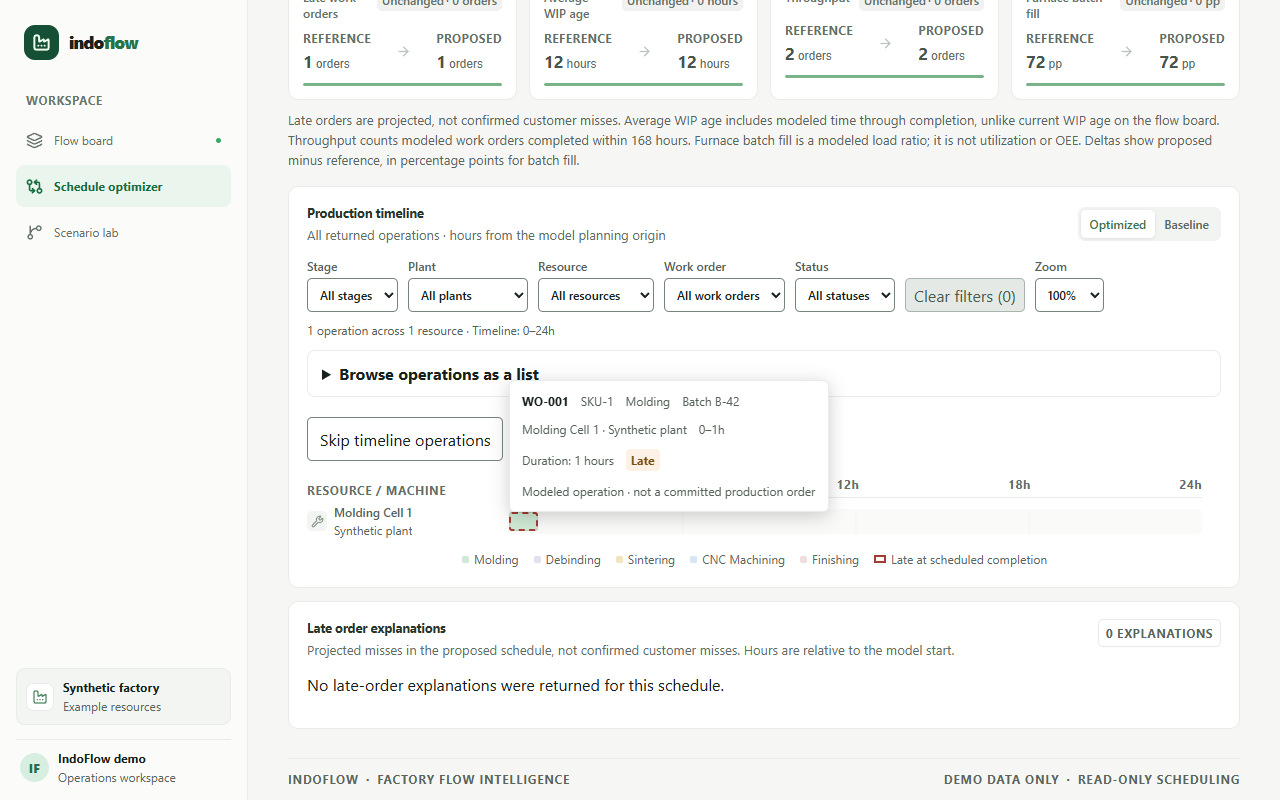 indoflow
WORKSPACE
Flow board
Schedule optimizer
Scenario lab
Synthetic factory
Example resources
IF
IndoFlow demo
Operations workspace
Late work orders
Unchanged · 0 orders
REFERENCE
PROPOSED
1 orders
1 orders
Average WIP age
Unchanged · 0 hours
REFERENCE
PROPOSED
12 hours
12 hours
Throughput
Unchanged · 0 orders
REFERENCE
PROPOSED
2 orders
2 orders
Furnace batch fill
Unchanged · 0 pp
REFERENCE
PROPOSED
72 pp
72 pp
Late orders are projected, not confirmed customer misses. Average WIP age includes modeled time through completion, unlike current WIP age on the flow board.
Throughput counts modeled work orders completed within 168 hours. Furnace batch fill is a modeled load ratio; it is not utilization or OEE. Deltas show proposed
minus reference, in percentage points for batch fill.
Production timeline
All returned operations · hours from the model planning origin
Optimized
Baseline
Stage
Plant
Resource
Work order
Status
Zoom
All stages
All plants
All resources
All work orders
All statuses
Clear filters (0)
100%
1 operation across 1 resource · Timeline: 0–24h
Browse operations as a list
WO-001 SKU-1 Molding Batch B-42
Molding Cell 1 · Synthetic plant 0–1h
Duration: 1 hours Late
Modeled operation · not a committed production order
Skip timeline operations
RESOURCE / MACHINE
12h
18h
24h
Molding Cell 1
Synthetic plant
Molding
Debinding
Sintering
CNC Machining
Finishing
Late at scheduled completion
Late order explanations
Projected misses in the proposed schedule, not confirmed customer misses. Hours are relative to the model start.
0 EXPLANATIONS
No late-order explanations were returned for this schedule.
INDOFLOW · FACTORY FLOW INTELLIGENCE
DEMO DATA ONLY · READ-ONLY SCHEDULING